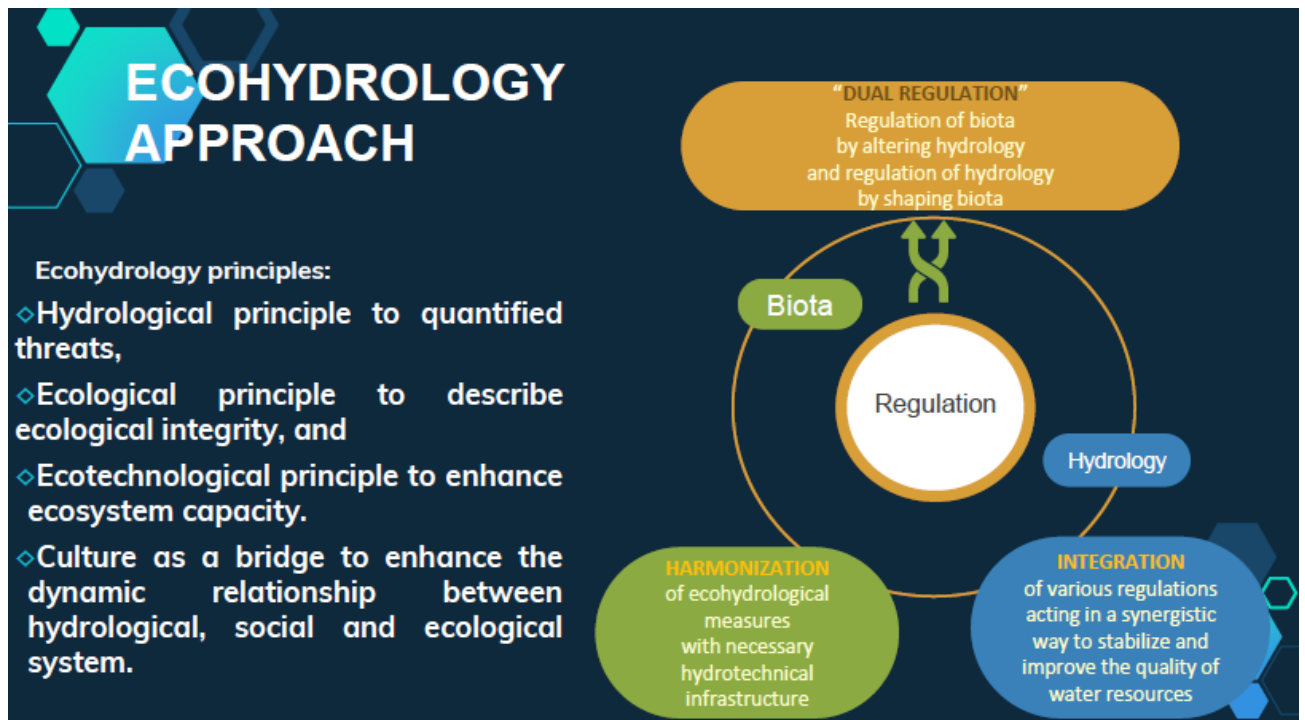 ECOHYDROLOGY
APPROACH
Ecohydrology principles:
◇Hydrological principle to quantified
threats,
◇Ecological principle to describe
ecological integrity, and
◇Ecotechnological principle to enhance
ecosystem capacity.
◇Culture as a bridge to enhance the
dynamic relationship between
hydrological, social and ecological
system.
“DUAL REGULATION”
Regulation of biota
by altering hydrology
and regulation of hydrology
by shaping biota
Biota
Regulation
Hydrology
HARMONIZATION
of ecohydrological
measures
with necessary
hydrotechnical
infrastructure
INTEGRATION
of various regulations
acting in a synergistic
way to stabilize and
improve the quality of
water resources